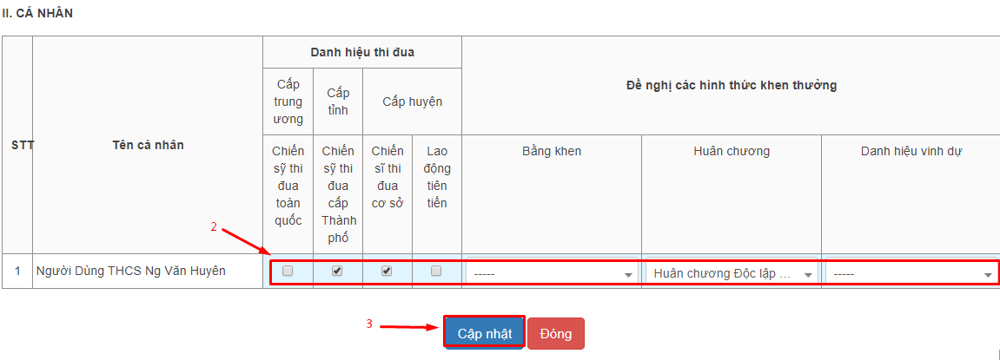 II. CÁ NHÂN
Danh hiệu thi đua
Đề nghị các hình thức khen thưởng
Cấp
trung
ương
Cấp
tỉnh
Cấp huyện
STT
Tên cá nhân
Chiến
sỹ thi
đua
toàn
quốc
Chiến
sỹ thi
đua
cấp
Thành
phố
Chiến
sĩ thi
đua
cơ sở
Lao
động
tiên
tiến
Bằng khen
Huân chương
Danh hiệu vinh dự
2
1 Người Dùng THCS Ng Văn Huyên ----- Huân chương Độc lập ... -----
3
Cập nhật Đóng